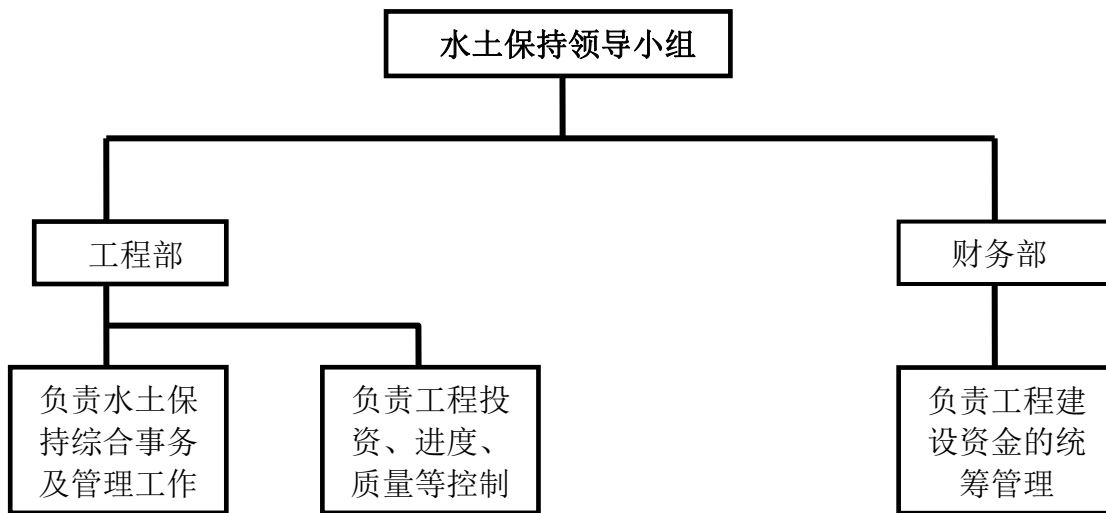 水土保持领导小组
工程部
财务部
负责水土保
持综合事务
及管理工作
负责工程投
资、进度、
质量等控制
负责工程建
设资金的统
筹管理